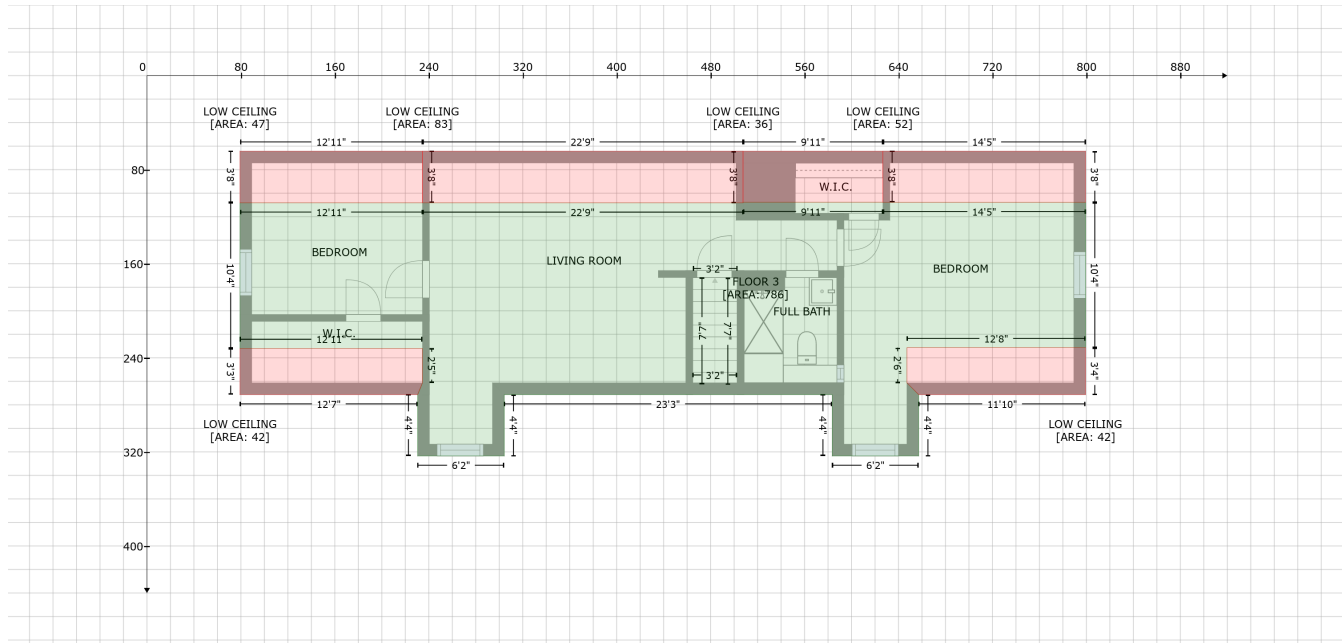 0 80 160 240 320 400 480 560 640 720 800 880
LOW CEILING LOW CEILING LOW CEILING LOW CEILING
[AREA: 47] [AREA: 83] [AREA: 36] [AREA: 52]
12'11" 22'9" 9'11" 14'5"
80 3'8" 3'8" 3'8" 3'8" 3'8"
W.I.C.
12'11" 22'9" 9'11" 14'5"
BEDROOM
LIVING ROOM
BEDROOM
160 10'4" 3'2" 10'4"
FLOOR 3
[AREA: 786]
FULL BATH
W.I.C.
12'11" 7'7" 7'7" 12'8"
240 3'3" 2'5" 2'6" 3'4"
3'2"
12'7" 23'3" 11'10"
4'4" 4'4" 4'4" 4'4"
LOW CEILING LOW CEILING
[AREA: 42] [AREA: 42]
320
6'2" 6'2"
400